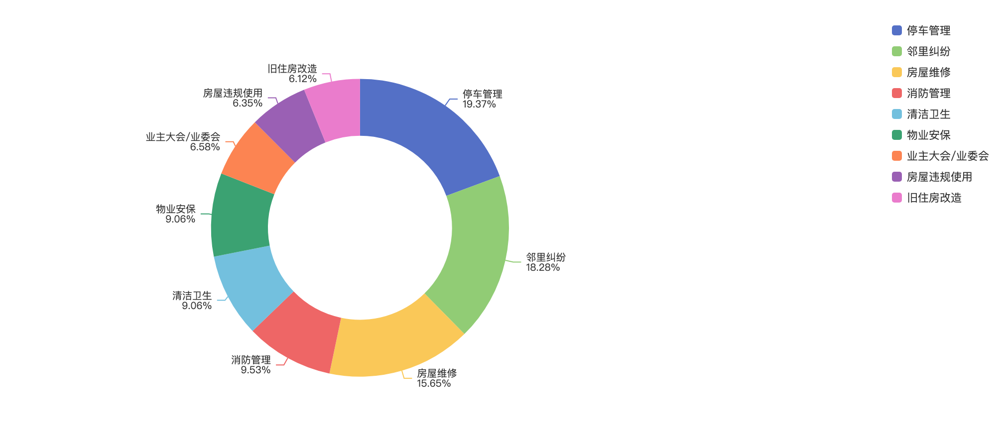 旧住房改造
6.12%
房屋违规使用
6.35%
停车管理
19.37%
业主大会/业委会
6.58%
物业安保
9.06%
邻里纠纷
18.28%
清洁卫生
9.06%
消防管理
9.53%
房屋维修
15.65%
停车管理
邻里纠纷
房屋维修
消防管理
清洁卫生
物业安保
业主大会/业委会
房屋违规使用
旧住房改造